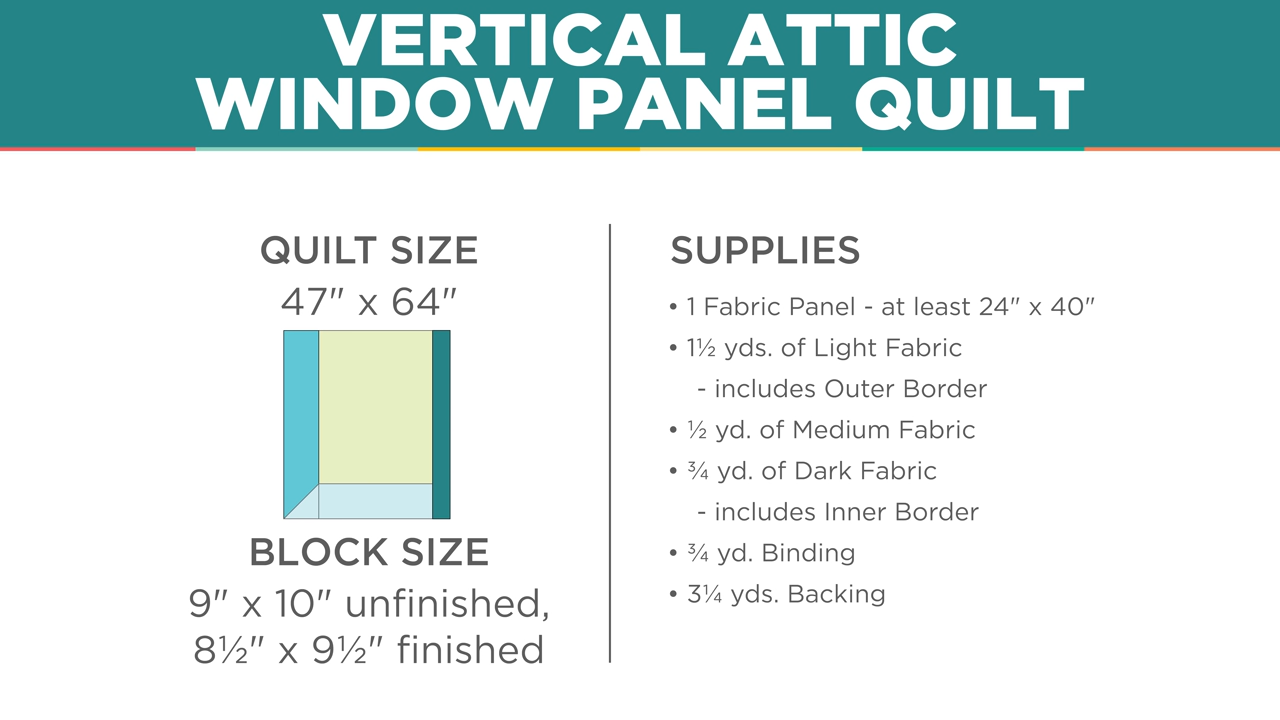 VERTICAL ATTIC
WINDOW PANEL QUILT
QUILT SIZE
47" x 64"
BLOCK SIZE
9" x 10" unfinished,
8½" x 9½" finished
SUPPLIES
• 1 Fabric Panel - at least 24" x 40"
• 1½ yds. of Light Fabric
- includes Outer Border
• ½ yd. of Medium Fabric
• ¾ yd. of Dark Fabric
- includes Inner Border
• ¾ yd. Binding
• 3¼ yds. Backing